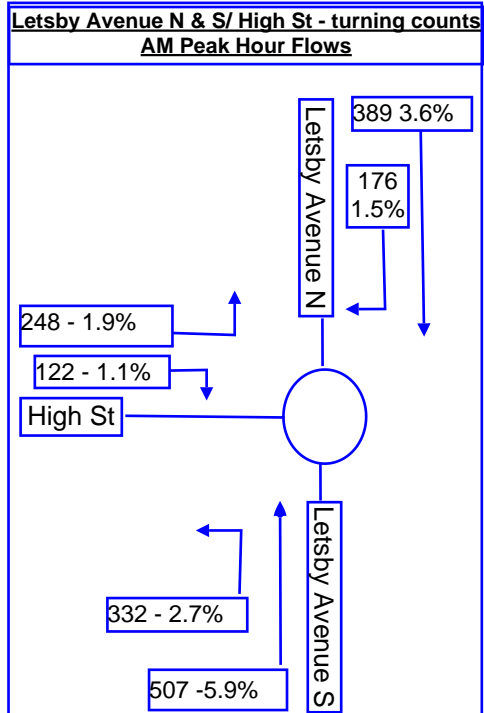 Letsby Avenue N & S/ High St - turning counts
AM Peak Hour Flows
389 3.6%
Letsby Avenue N
176
1.5%
248 - 1.9%
122 - 1.1%
High St
Letsby Avenue S
332 - 2.7%
507 -5.9%